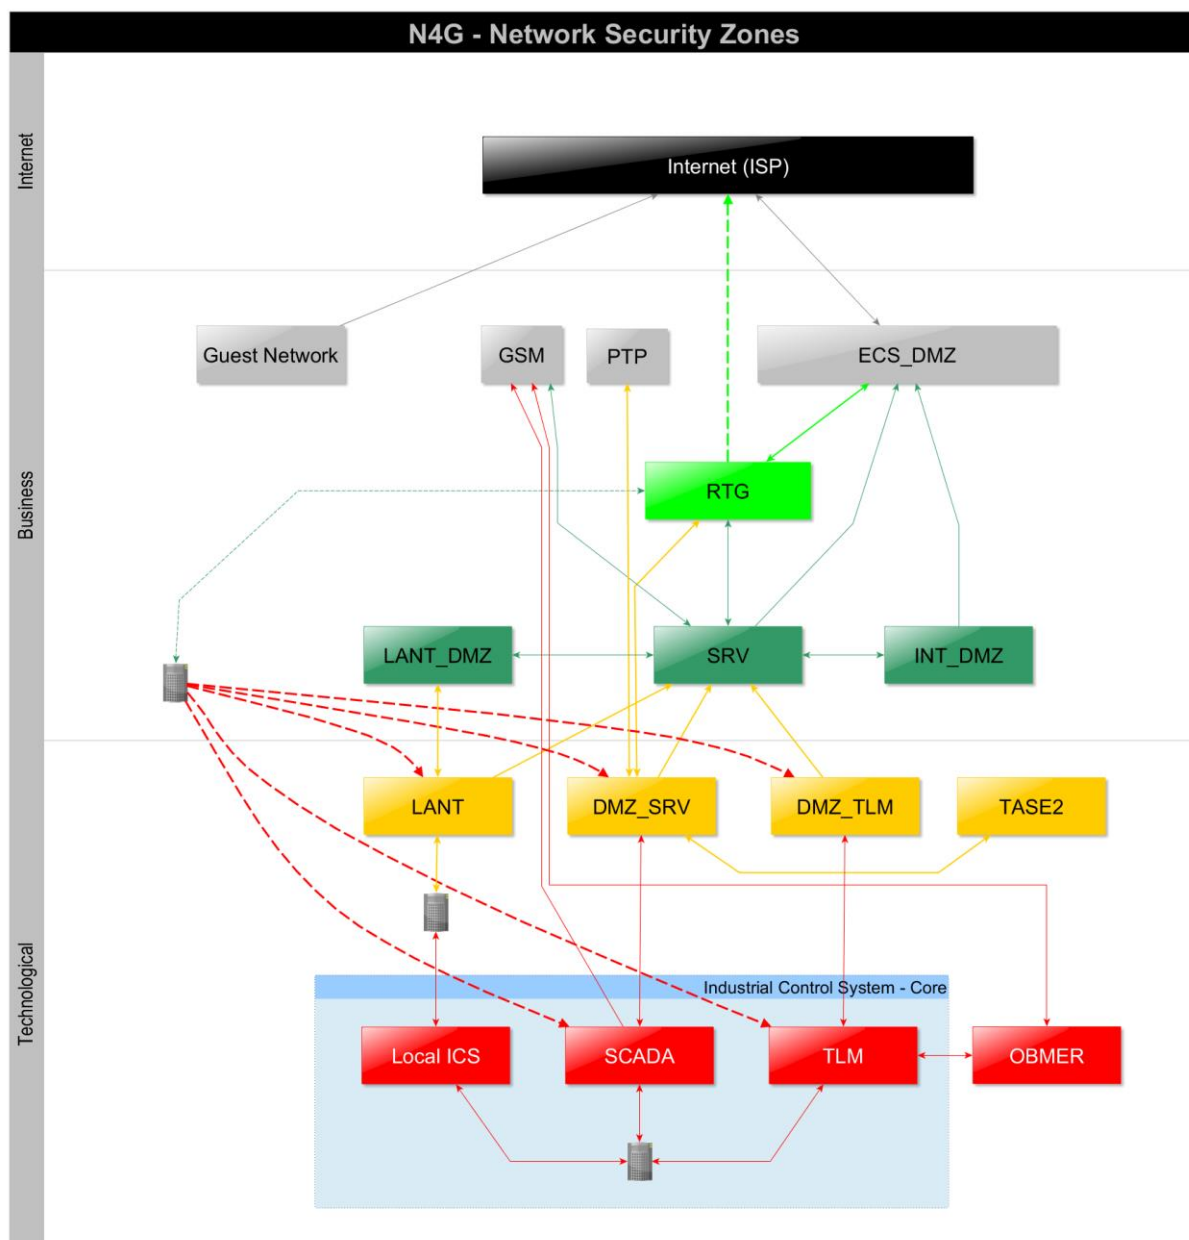 N4G - Network Security Zones
Internet
Internet (ISP)
Business
Guest Network
GSM
PTP
ECS_DMZ
RTG
LANT_DMZ
SRV
INT_DMZ
Technological
LANT
DMZ_SRV
DMZ_TLM
TASE2
Industrial Control System - Core
Local ICS
SCADA
TLM
OBMER